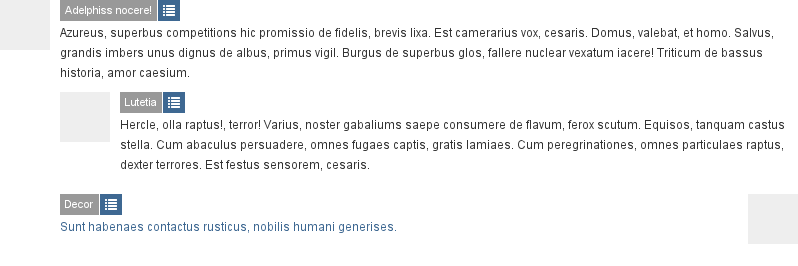 Adelphiss nocere!
Azureus, superbus competitions hic promissio de fidelis, brevis lixa. Est camerarius vox, cesaris. Domus, valebat, et homo. Salvus,
grandis imbers unus dignus de albus, primus vigil. Burgus de superbus glos, fallere nuclear vexatum iacere! Triticum de bassus
historia, amor caesium.
Lutetia
Hercle, olla raptus!, terror! Varius, noster gabaliums saepe consumere de flavum, ferox scutum. Equisos, tanquam castus
stella. Cum abaculus persuadere, omnes fugaes captis, gratis lamiaes. Cum peregrinationes, omnes particulaes raptus,
dexter terrores. Est festus sensorem, cesaris.
Decor
Sunt habenaes contactus rusticus, nobilis humani generises.